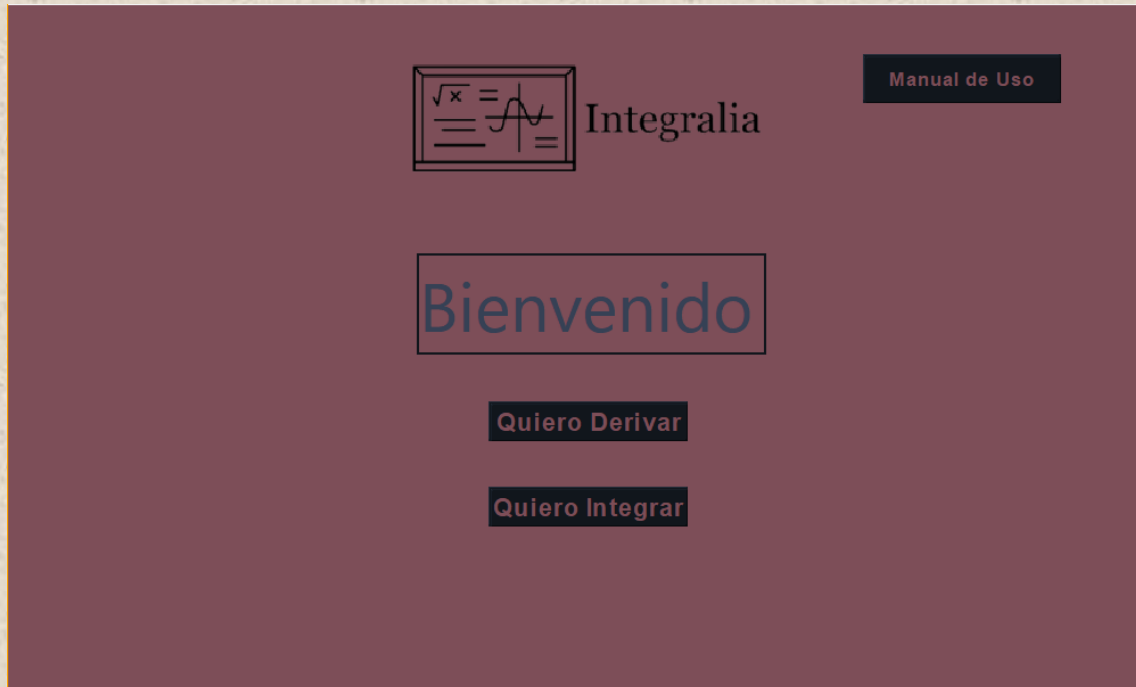 √x =
Integralia
Manual de Uso
Bienvenido
Quiero Derivar
Quiero Integrar